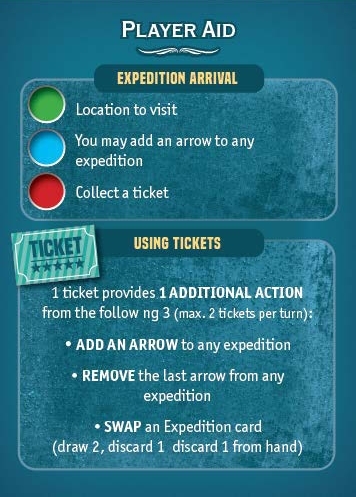 PLAYER AID
EXPEDITION ARRIVAL
Location to visit
You may add an arrow to any
expedition
Collect a ticket
TICKET
USING TICKETS
1 ticket provides 1 ADDITIONAL ACTION
from the follow ng 3 (max. 2 tickets per turn):
• ADD AN ARROW to any expedition
• REMOVE the last arrow from any
expedition
• SWAP an Expedition card
(draw 2, discard 1 discard 1 from hand)